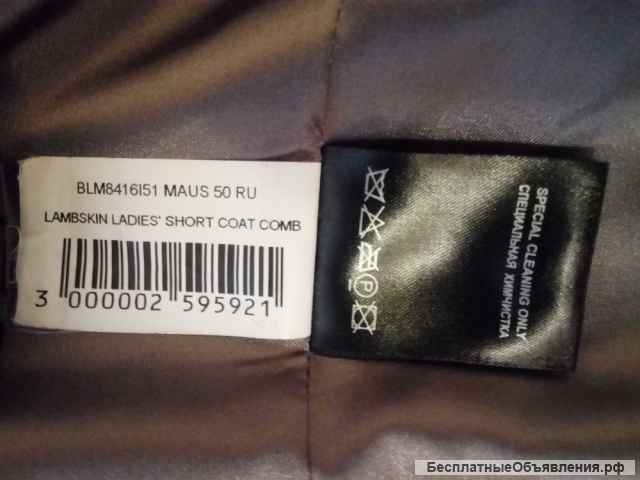 BLM8416I51 MAUS 50 RU
LAMBSKIN LADIES' SHORT COAT COMB
3 000002 595921
SPECIAL CLEANING ONLY
СПЕЦИАЛЬНАЯ ХИМЧИСТКА
P
БесплатныеОбъявления.рф